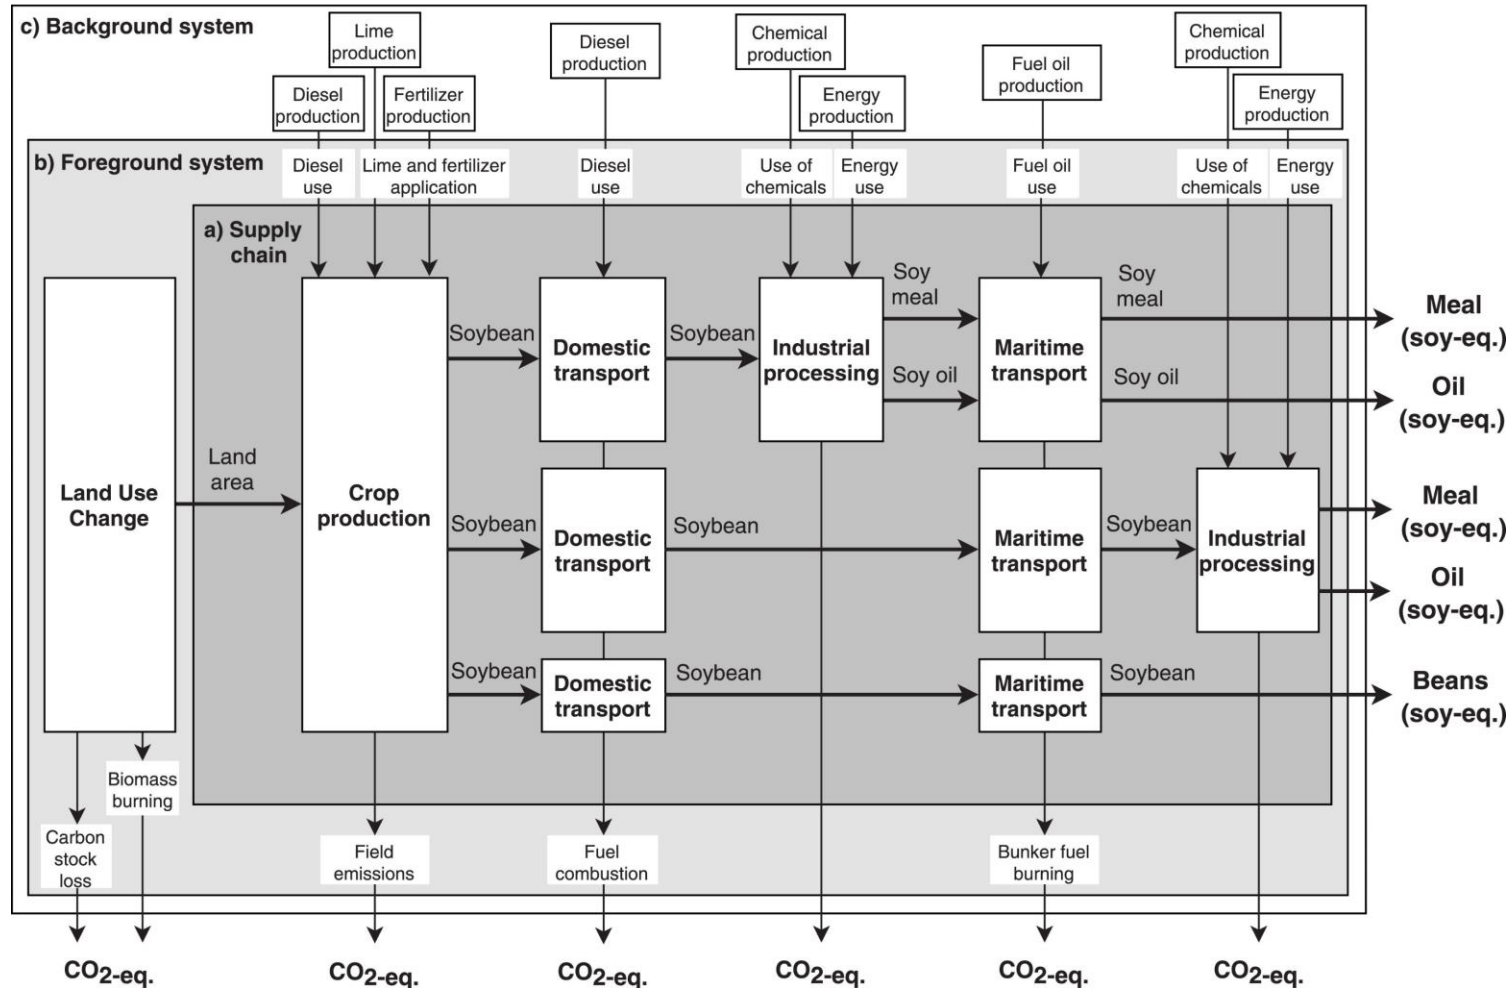 c) Background system
Lime
production
Diesel
production
Fertilizer
production
Diesel
production
Chemical
production
Energy
production
Fuel oil
production
Chemical
production
Energy
production
b) Foreground system
Diesel
use
Lime and fertilizer
application
Diesel
use
Use of
chemicals
Energy
use
Fuel oil
use
Use of
chemicals
Energy
use
a) Supply
chain
Land Use
Change
Land
area
Crop
production
Soybean
Domestic
transport
Soybean
Industrial
processing
Soy
meal
Soy oil
Maritime
transport
Soy
meal
Soy oil
Meal
(soy-eq.)
Oil
(soy-eq.)
Soybean
Domestic
transport
Soybean
Maritime
transport
Soybean
Industrial
processing
Meal
(soy-eq.)
Oil
(soy-eq.)
Soybean
Domestic
transport
Soybean
Maritime
transport
Soybean
Beans
(soy-eq.)
Biomass
burning
Carbon
stock
loss
Field
emissions
Fuel
combustion
Bunker fuel
burning
CO2-eq.
CO2-eq.
CO2-eq.
CO2-eq.
CO2-eq.
CO2-eq.